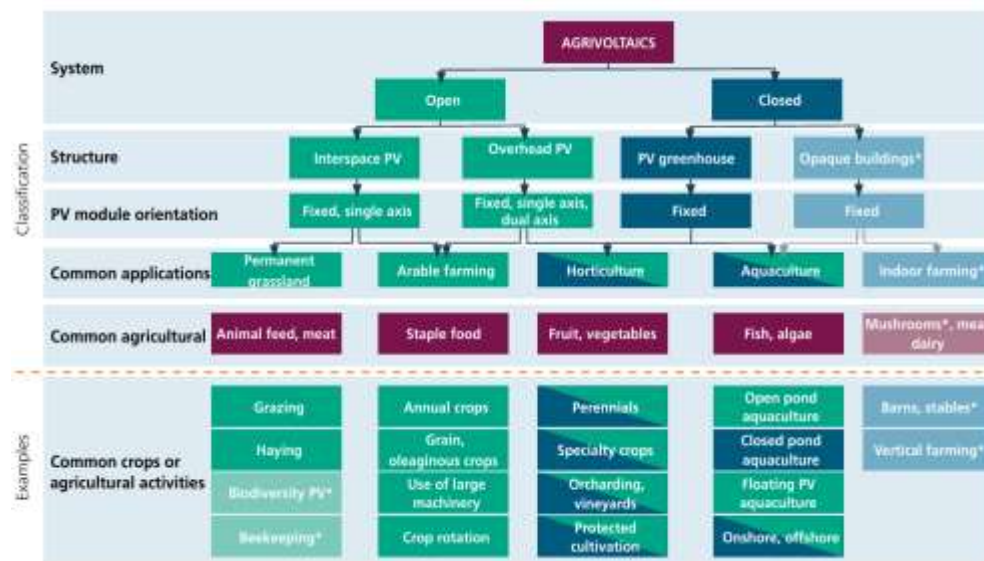 AGRIVOLTAICS
System
Open
Closed
Structure
Interspace PV
Overhead PV
PV greenhouse
Opaque buildings*
PV module orientation
Fixed, single axis
Fixed, single axis,
dual axis
Fixed
Fixed
Common applications
Permanent
grassland
Arable farming
Horticulture
Aquaculture
Indoor farming*
Common agricultural
Animal feed, meat
Staple food
Fruit, vegetables
Fish, algae
Mushrooms*, mea
dairy
Classification
Examples
Common crops or
agricultural activities
Grazing
Haying
Biodiversity PV*
Beekeeping*
Annual crops
Grain,
oleaginous crops
Use of large
machinery
Crop rotation
Perennials
Specialty crops
Orcharding,
vineyards
Protected
cultivation
Open pond
aquaculture
Closed pond
aquaculture
Floating PV
aquaculture
Onshore, offshore
Barns, stables*
Vertical farming*